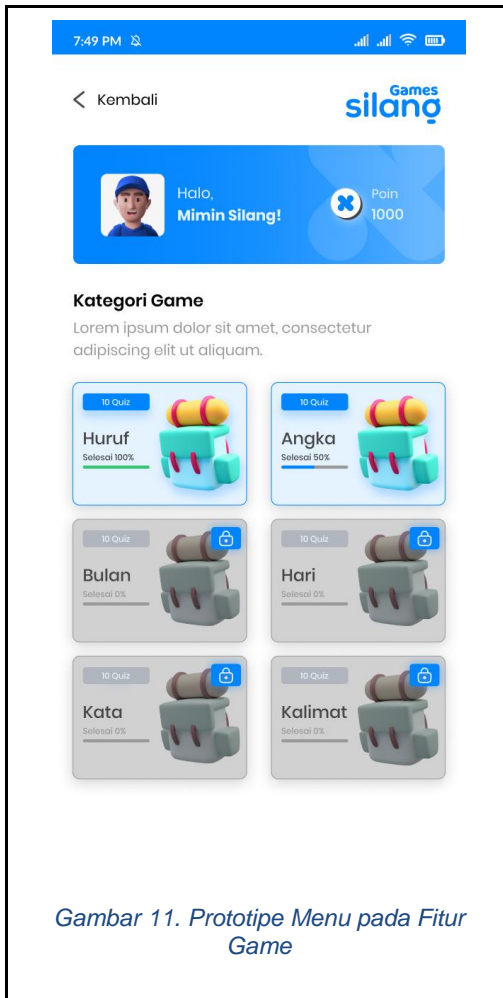 7:49 PM
Kembali
Games
silang
Halo,
Mimin Silang!
Poin
1000
Kategori Game
Lorem ipsum dolor sit amet, consectetur
adipiscing elit ut aliquam.
10 Quiz
Huruf
Selesai 100%
10 Quiz
Angka
Selesai 50%
10 Quiz
Bulan
Selesai 0%
10 Quiz
Hari
Selesai 0%
10 Quiz
Kata
Selesai 0%
10 Quiz
Kalimat
Selesai 0%
Gambar 11. Prototipe Menu pada Fitur
Game